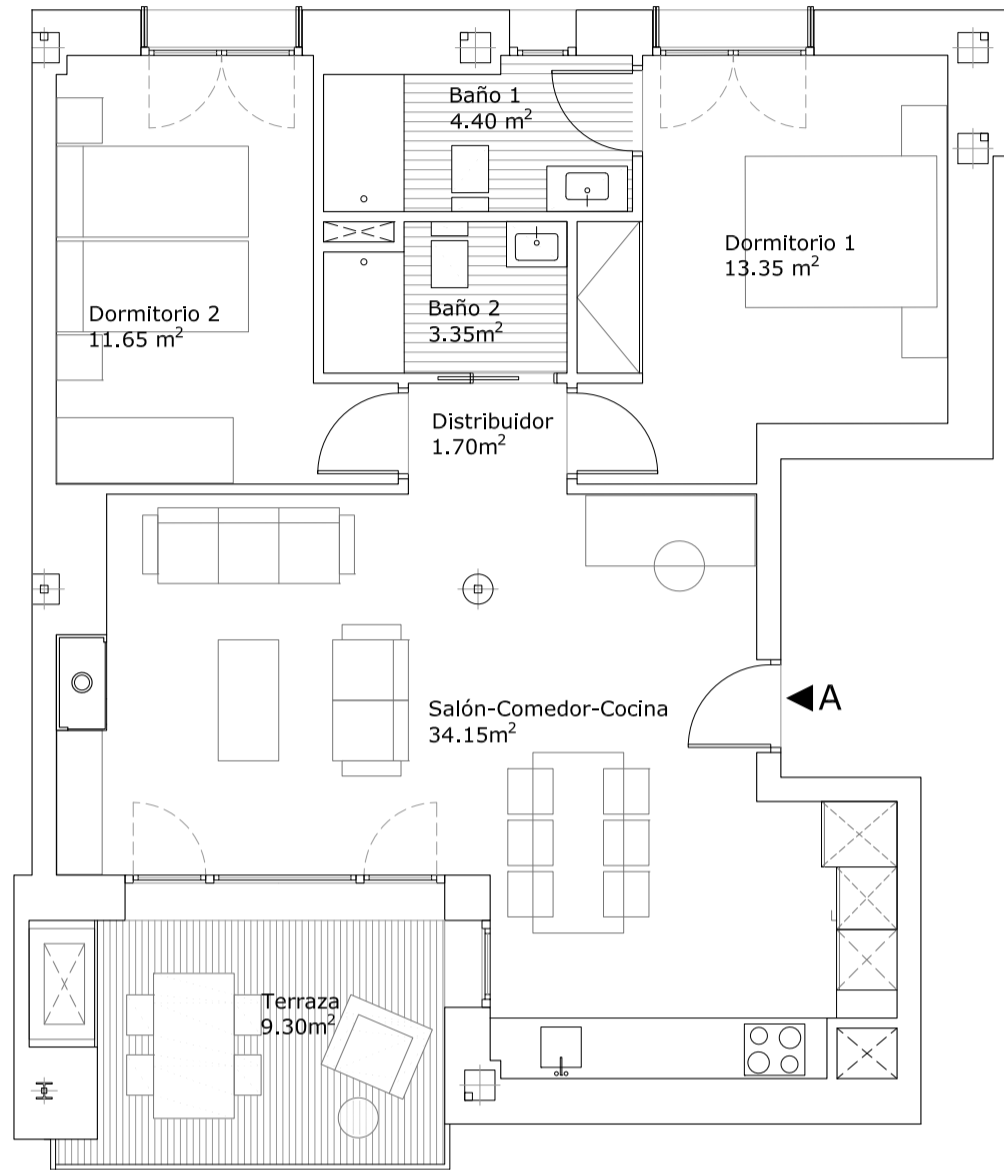 Baño 1
4.40 m²
Dormitorio 1
13.35 m²
Dormitorio 2
11.65 m²
Baño 2
3.35m²
Distribuidor
1.70m²
Salón-Comedor-Cocina
34.15m²
A
Terraza
9.30m²